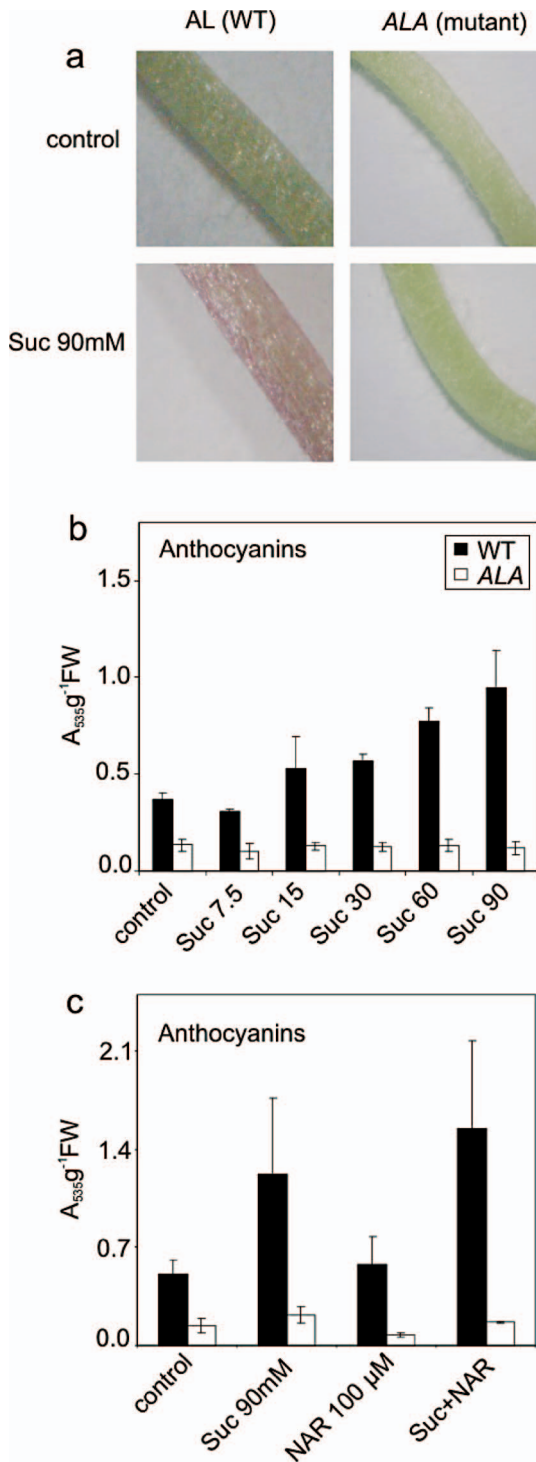 AL (WT) ALA (mutant)
a
control
Suc 90mM
b
Anthocyanins
WT
ALA
1.5
1.0
0.5
0.0
A₅₃₅g⁻¹FW
control Suc 7.5 Suc 15 Suc 30 Suc 60 Suc 90
c
Anthocyanins
2.1
1.4
0.7
0.0
A₅₃₅g⁻¹FW
control Suc 90mM NAR 100 µM Suc+NAR